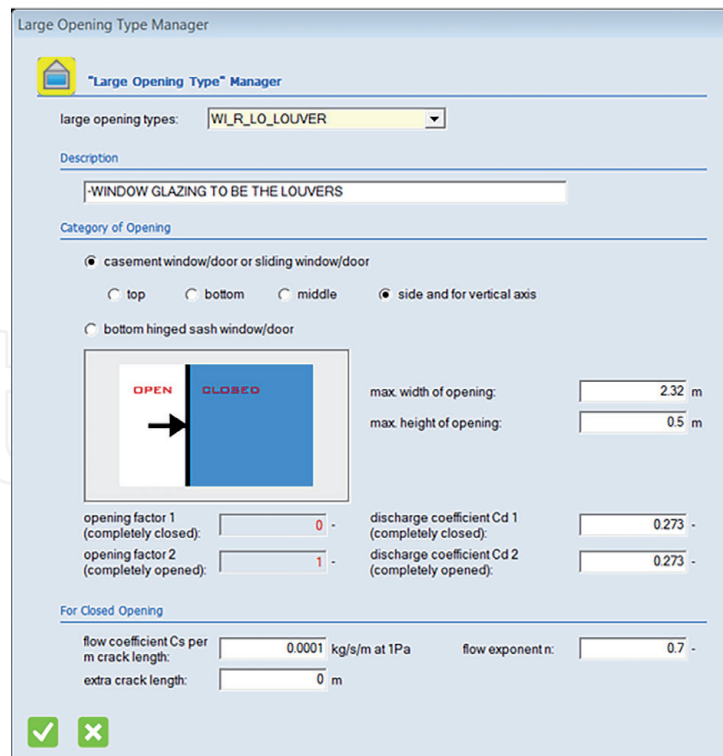 Large Opening Type Manager
"Large Opening Type" Manager
large opening types: WI_R_LO_LOUVER
Description
-WINDOW GLAZING TO BE THE LOUVERS
Category of Opening
casement window/door or sliding window/door
top bottom middle side and for vertical axis
bottom hinged sash window/door
OPEN CLOSED
max. width of opening: 2.32 m
max. height of opening: 0.5 m
opening factor 1
(completely closed): 0 -
discharge coefficient Cd 1
(completely closed): 0.273 -
opening factor 2
(completely opened): 1 -
discharge coefficient Cd 2
(completely opened): 0.273 -
For Closed Opening
flow coefficient Cs per
m crack length: 0.0001 kg/s/m at 1Pa flow exponent n: 0.7 -
extra crack length: 0 m